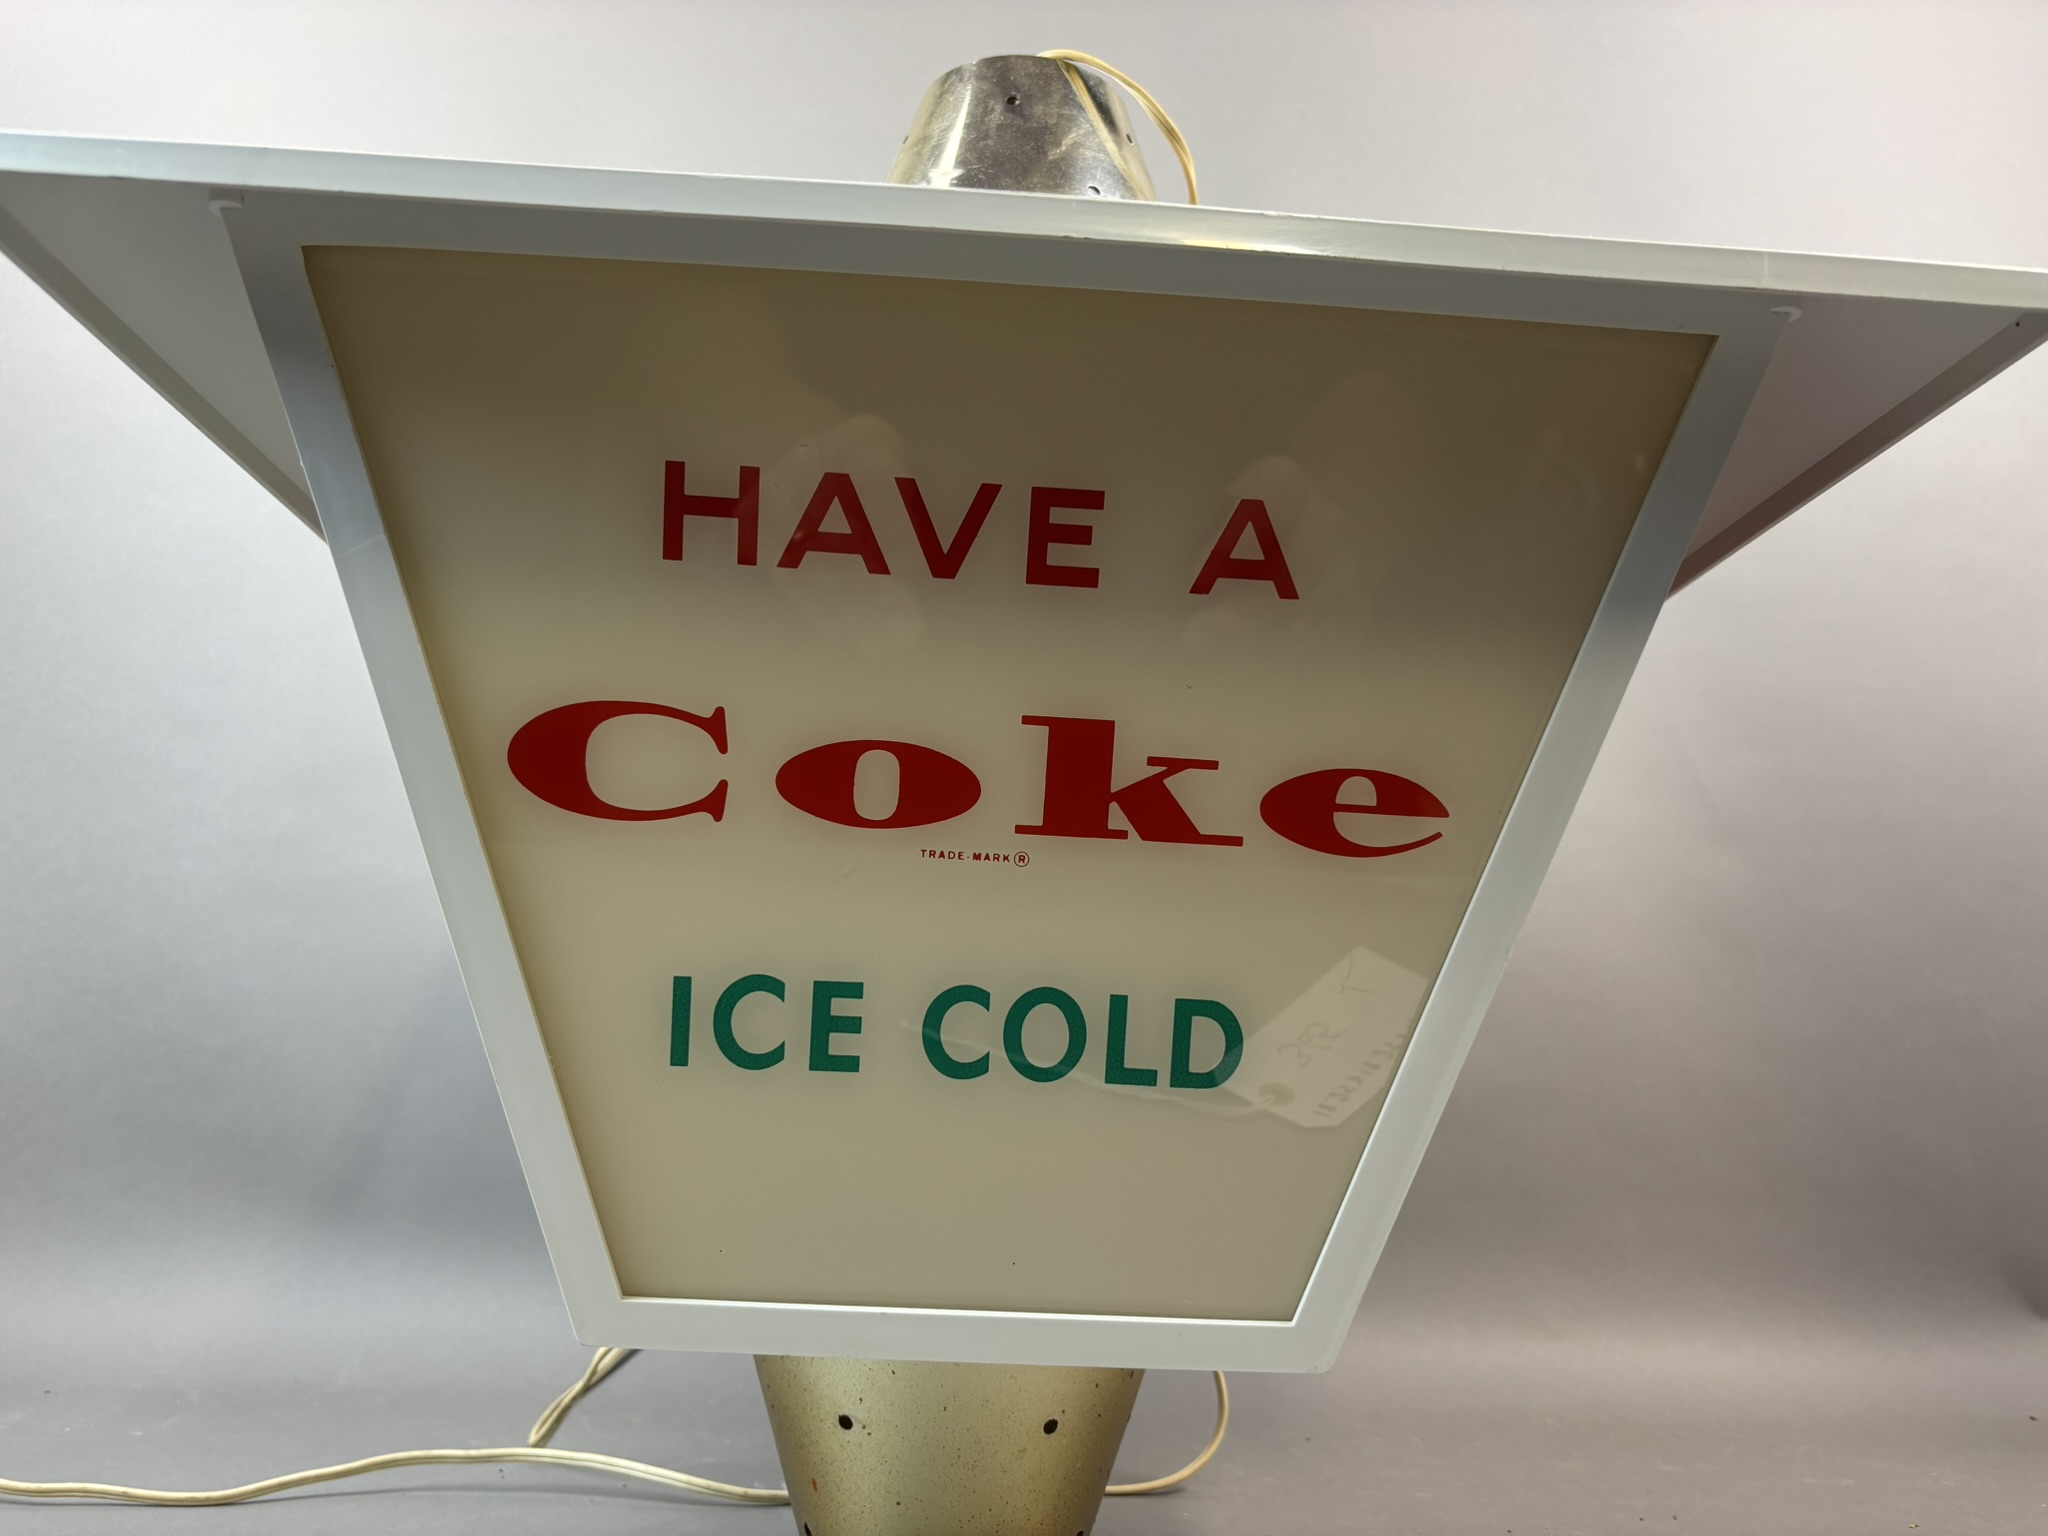 HAVE A
Coke
TRADE-MARK ®
ICE COLD